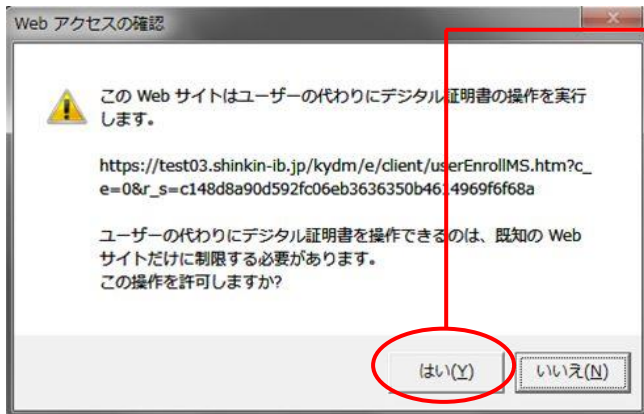 Web アクセスの確認
この Web サイトはユーザーの代わりにデジタル証明書の操作を実行
します。
https://test03.shinkin-ib.jp/kydm/e/client/userEnrollMS.htm?c_
e=0&r_s=c148d8a90d592fc06eb3636350b4614969f6f68a
ユーザーの代わりにデジタル証明書を操作できるのは、既知の Web
サイトだけに制限する必要があります。
この操作を許可しますか?
はい(Y)
いいえ(N)